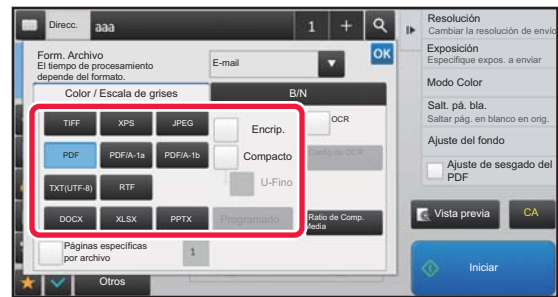 Direcc.
aaa
1
+
OK
Form. Archivo
El tiempo de procesamiento
depende del formato.
E-mail
Color / Escala de grises
B/N
TIFF
XPS
JPEG
Encrip.
OCR
PDF
PDF/A-1a
PDF/A-1b
Compacto
Config de OCR
TXT(UTF-8)
RTF
U-Fino
DOCX
XLSX
PPTX
Programado
Ratio de Comp.
Media
Páginas específicas
por archivo
1
Otros
Resolución
Cambiar la resolución de envío
Exposición
Especifique expos. a enviar
Modo Color
Salt. pá. bla.
Saltar pág. en blanco en orig.
Ajuste del fondo
Ajuste de sesgado del
PDF
Vista previa
CA
Iniciar